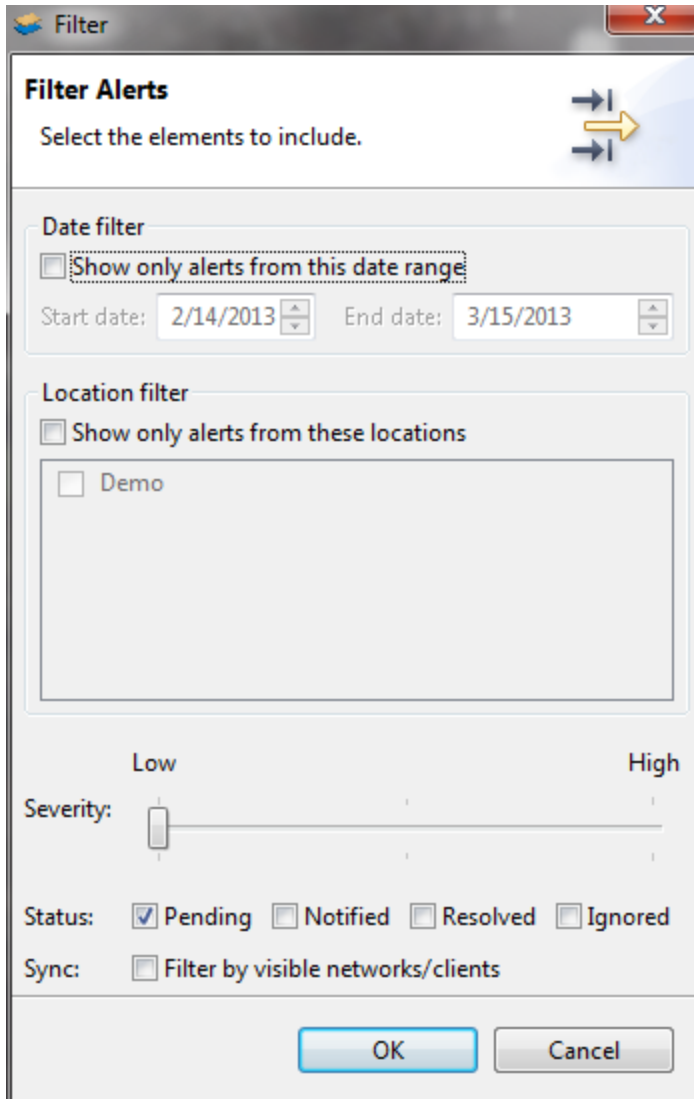 Filter
Filter Alerts
Select the elements to include.
Date filter
Show only alerts from this date range
Start date: 2/14/2013 End date: 3/15/2013
Location filter
Show only alerts from these locations
Demo
Low High
Severity:
Status: Pending Notified Resolved Ignored
Sync: Filter by visible networks/clients
OK Cancel